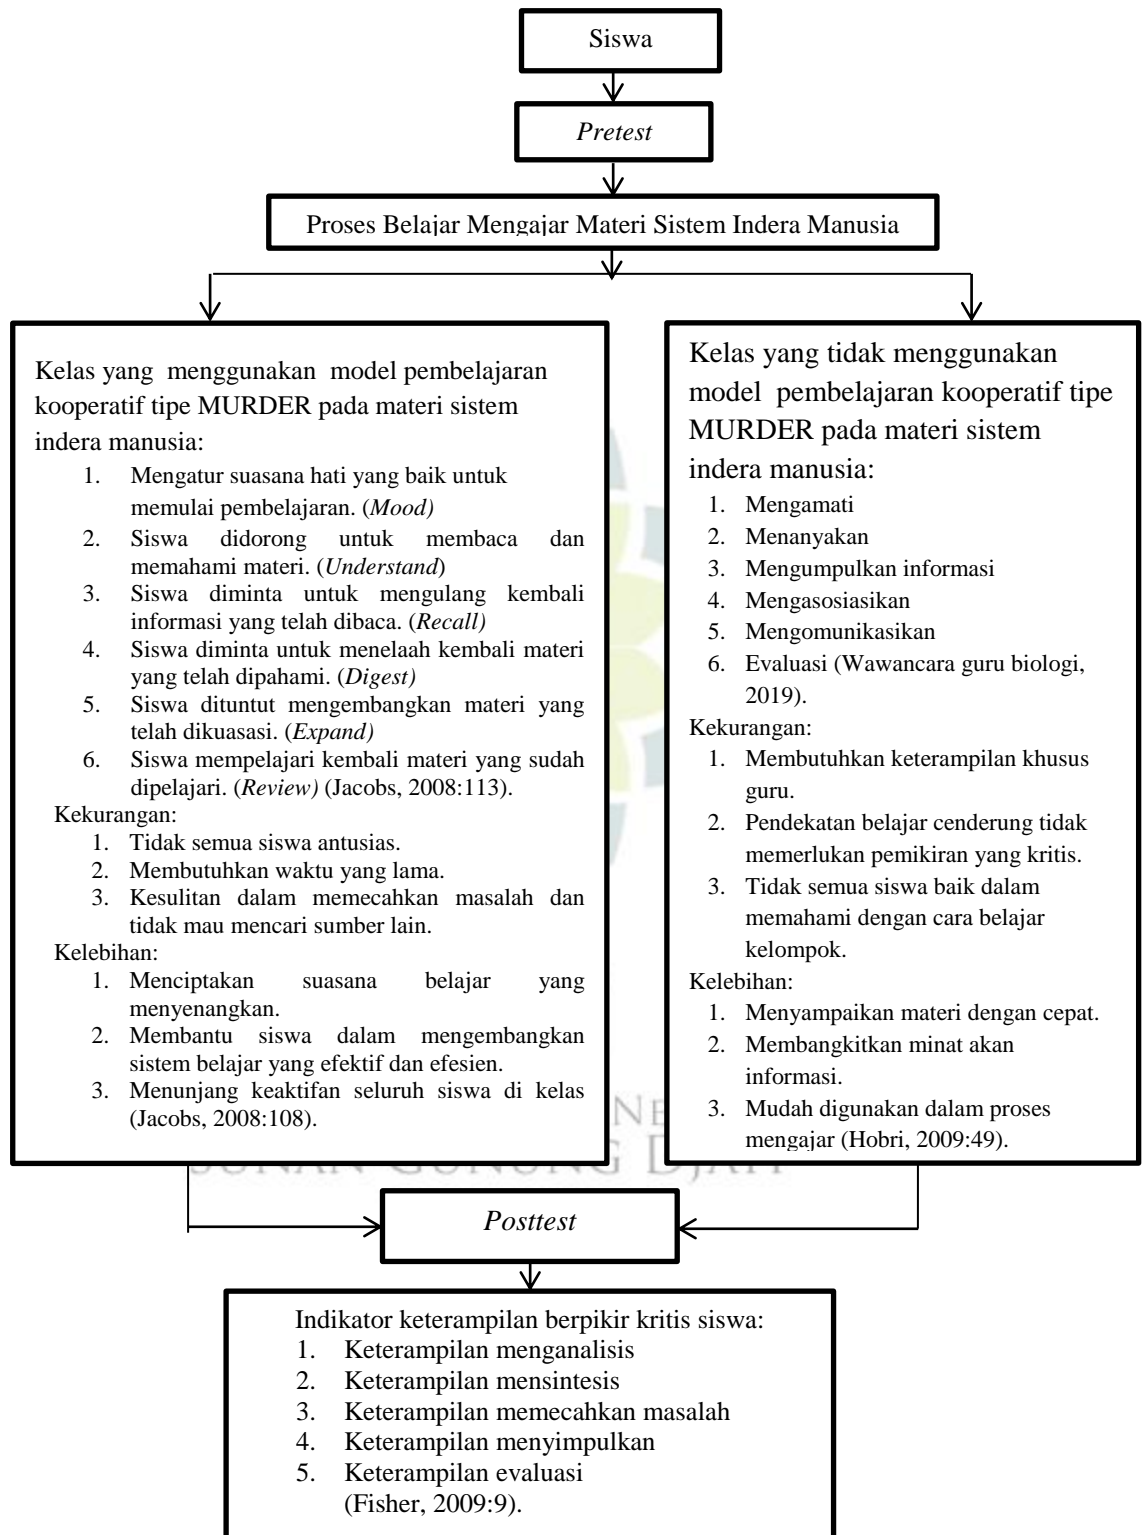 Siswa
Pretest
Proses Belajar Mengajar Materi Sistem Indera Manusia
Kelas yang menggunakan model pembelajaran
kooperatif tipe MURDER pada materi sistem
indera manusia:
1. Mengatur suasana hati yang baik untuk
memulai pembelajaran. (Mood)
2. Siswa didorong untuk membaca dan
memahami materi. (Understand)
3. Siswa diminta untuk mengulang kembali
informasi yang telah dibaca. (Recall)
4. Siswa diminta untuk menelaah kembali materi
yang telah dipahami. (Digest)
5. Siswa dituntut mengembangkan materi yang
telah dikuasasi. (Expand)
6. Siswa mempelajari kembali materi yang sudah
dipelajari. (Review) (Jacobs, 2008:113).
Kekurangan:
1. Tidak semua siswa antusias.
2. Membutuhkan waktu yang lama.
3. Kesulitan dalam memecahkan masalah dan
tidak mau mencari sumber lain.
Kelebihan:
1. Menciptakan suasana belajar yang
menyenangkan.
2. Membantu siswa dalam mengembangkan
sistem belajar yang efektif dan efesien.
3. Menunjang keaktifan seluruh siswa di kelas
(Jacobs, 2008:108).
Kelas yang tidak menggunakan
model pembelajaran kooperatif tipe
MURDER pada materi sistem
indera manusia:
1. Mengamati
2. Menanyakan
3. Mengumpulkan informasi
4. Mengasosiasikan
5. Mengomunikasikan
6. Evaluasi (Wawancara guru biologi,
2019).
Kekurangan:
1. Membutuhkan keterampilan khusus
guru.
2. Pendekatan belajar cenderung tidak
memerlukan pemikiran yang kritis.
3. Tidak semua siswa baik dalam
memahami dengan cara belajar
kelompok.
Kelebihan:
1. Menyampaikan materi dengan cepat.
2. Membangkitkan minat akan
informasi.
3. Mudah digunakan dalam proses
mengajar (Hobri, 2009:49).
SUNAN GUNUNG DJATI
Posttest
Indikator keterampilan berpikir kritis siswa:
1. Keterampilan menganalisis
2. Keterampilan mensintesis
3. Keterampilan memecahkan masalah
4. Keterampilan menyimpulkan
5. Keterampilan evaluasi
(Fisher, 2009:9).